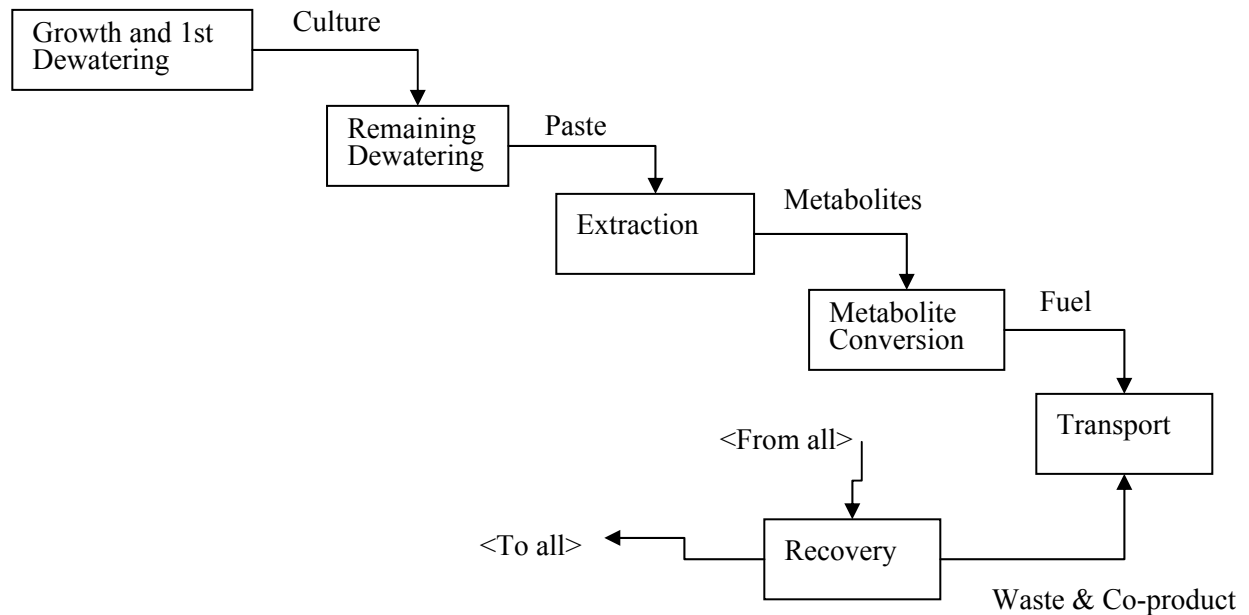 Growth and 1st
Dewatering
Culture
Remaining
Dewatering
Paste
Extraction
Metabolites
Metabolite
Conversion
Fuel
Transport
<From all>
<To all>
Recovery
Waste & Co-product